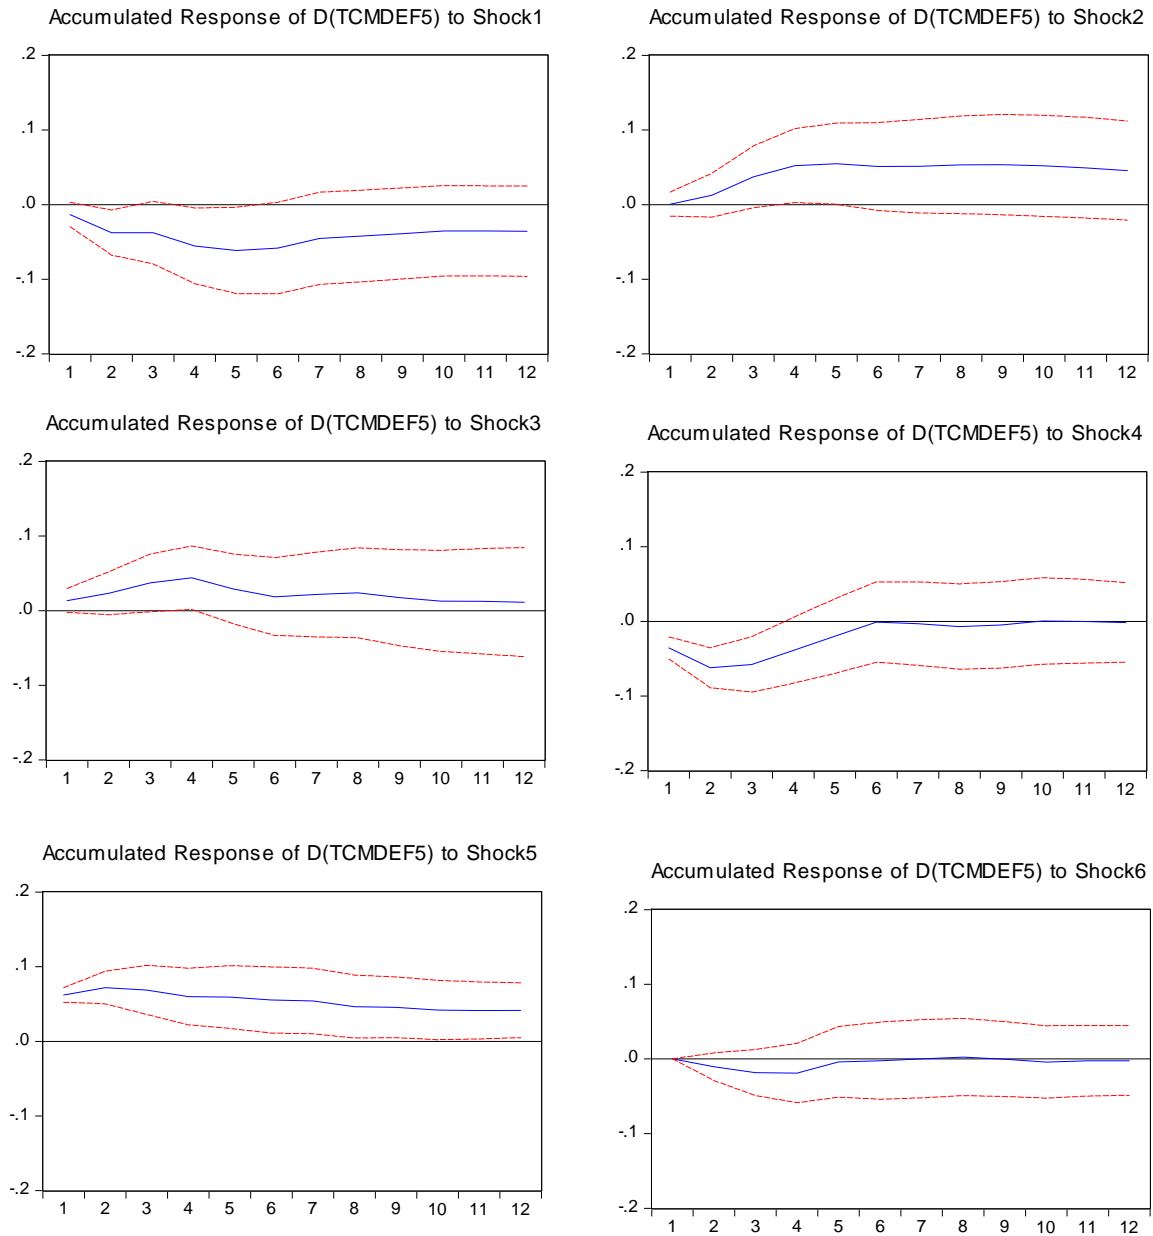 Accumulated Response of D(TCMDEF5) to Shock1
.2
.1
.0
-.1
-.2
1 2 3 4 5 6 7 8 9 10 11 12
Accumulated Response of D(TCMDEF5) to Shock2
.2
.1
.0
-.1
-.2
1 2 3 4 5 6 7 8 9 10 11 12
Accumulated Response of D(TCMDEF5) to Shock3
.2
.1
.0
-.1
-.2
1 2 3 4 5 6 7 8 9 10 11 12
Accumulated Response of D(TCMDEF5) to Shock4
.2
.1
.0
-.1
-.2
1 2 3 4 5 6 7 8 9 10 11 12
Accumulated Response of D(TCMDEF5) to Shock5
.2
.1
.0
-.1
-.2
1 2 3 4 5 6 7 8 9 10 11 12
Accumulated Response of D(TCMDEF5) to Shock6
.2
.1
.0
-.1
-.2
1 2 3 4 5 6 7 8 9 10 11 12